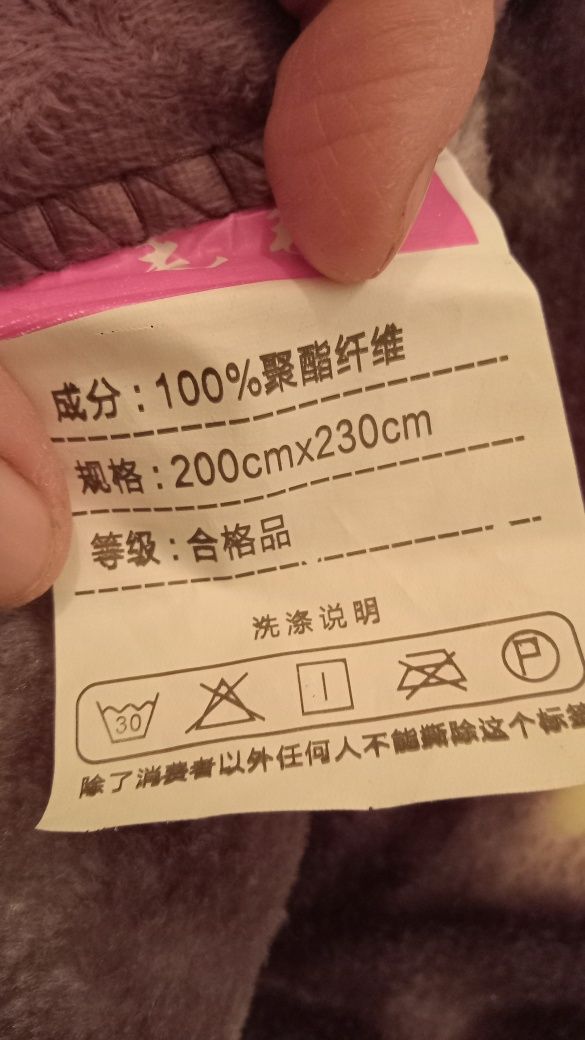 成分:100%聚酯纤维
规格:200cmx230cm
等级:合格品
洗涤说明
30
P
除了消费者以外任何人不能撕除这个标签